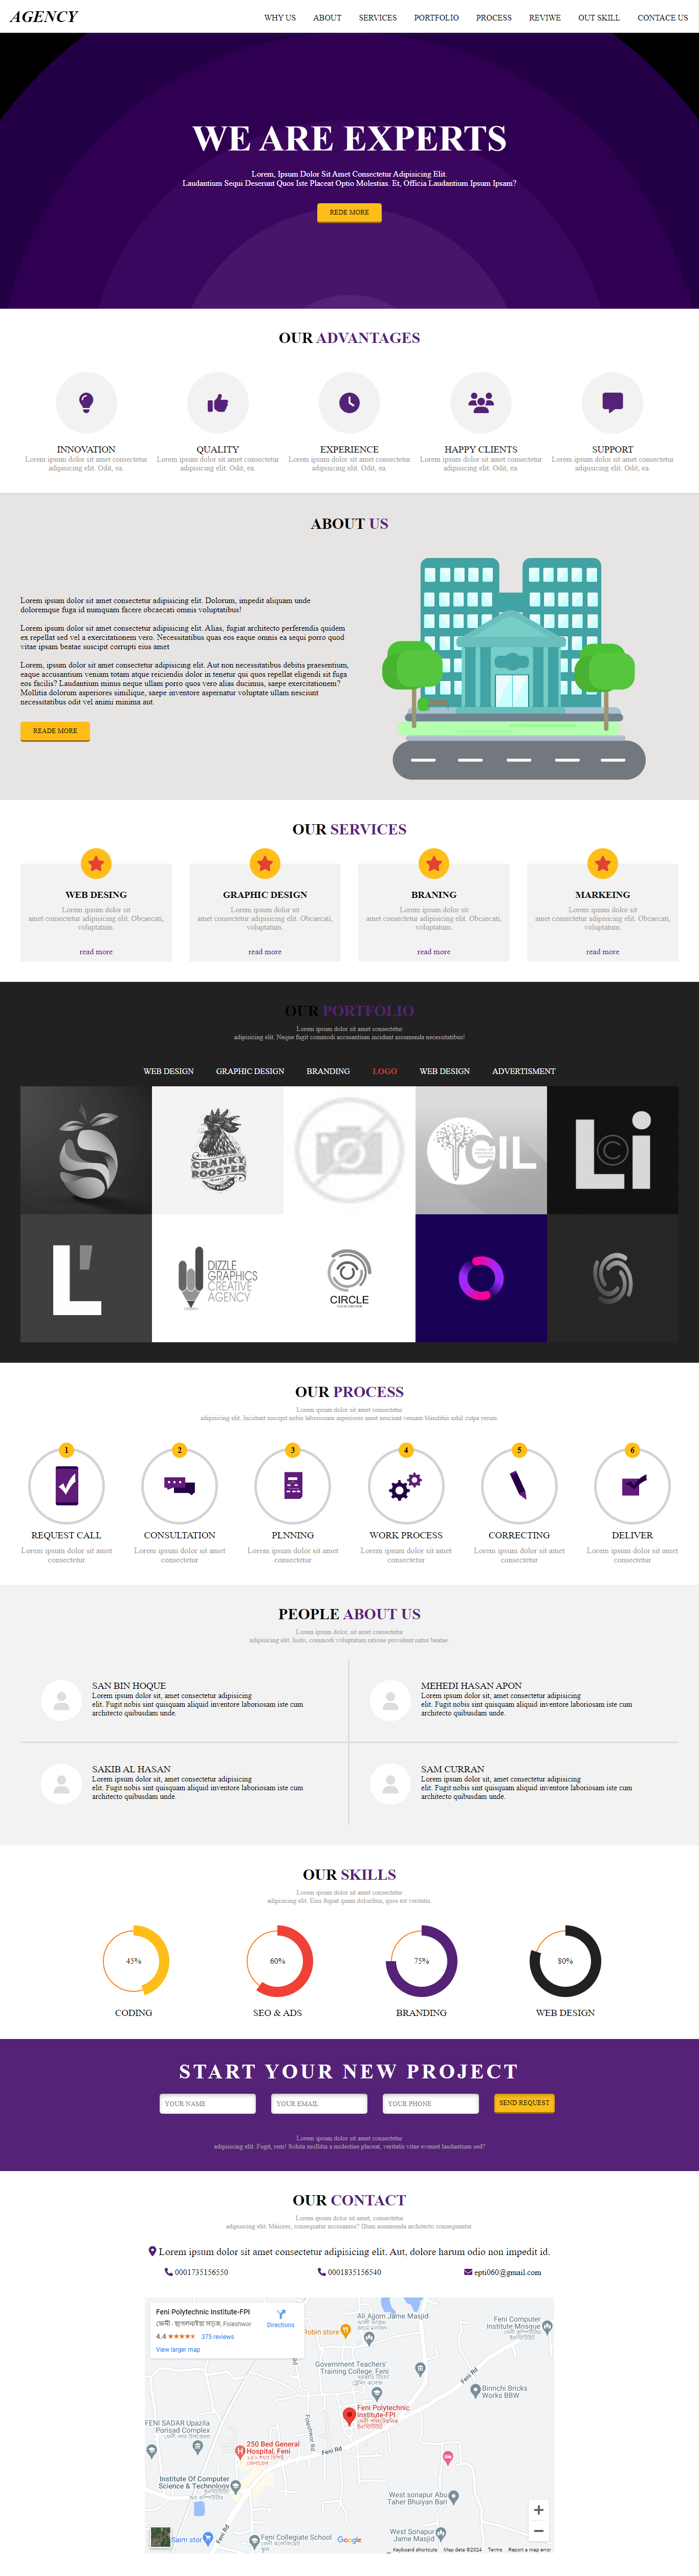 AGENCY
WHY US ABOUT SERVICES PORTFOLIO PROCESS REVIWE OUT SKILL CONTACE US
WE ARE EXPERTS
Lorem, Ipsum Dolor Sit Amet Consectetur Adipisicing Elit.
Laudantium Sequi Deserunt Quos Iste Placeat Optio Molestias. Et, Officia Laudantium Ipsum Ipsam?
REDE MORE
OUR ADVANTAGES
INNOVATION
Lorem ipsum dolor sit amet consectetur
adipisicing elit. Odit, ea.
QUALITY
Lorem ipsum dolor sit amet consectetur
adipisicing elit. Odit, ea.
EXPERIENCE
Lorem ipsum dolor sit amet consectetur
adipisicing elit. Odit, ea.
HAPPY CLIENTS
Lorem ipsum dolor sit amet consectetur
adipisicing elit. Odit, ea.
SUPPORT
Lorem ipsum dolor sit amet consectetur
adipisicing elit. Odit, ea.
ABOUT US
Lorem ipsum dolor sit amet consectetur adipisicing elit. Dolorum, impedit aliquam unde
doloremque fuga id numquam facere obcaecati omnis voluptatibus!
Lorem ipsum dolor sit amet consectetur adipisicing elit. Alias, fugiat architecto perferendis quidem
ex repellat sed vel a exercitationem vero. Necessitatibus quas eos eaque omnis ea sequi porro quod
vitae ipsam beatae suscipit corrupti eius amet
Lorem, ipsum dolor sit amet consectetur adipisicing elit. Aut non necessitatibus debitis praesentium,
eaque accusantium veniam totam atque reiciendis dolor in tenetur qui quos repellat eligendi sit fuga
eos facilis? Laudantium minus neque ullam illo quos vero alias ducimus, saepe exercitationem?
Mollitia dolorum asperiores similique, saepe inventore aspernatur voluptate ullam nesciunt
necessitatibus odit vel animi minima aut.
READE MORE
OUR SERVICES
WEB DESING
Lorem ipsum dolor sit
amet consectetur adipisicing elit. Obcaecati,
voluptatum.
read more
GRAPHIC DESIGN
Lorem ipsum dolor sit
amet consectetur adipisicing elit. Obcaecati,
voluptatum.
read more
BRANING
Lorem ipsum dolor sit
amet consectetur adipisicing elit. Obcaecati,
voluptatum.
read more
MARKEING
Lorem ipsum dolor sit
amet consectetur adipisicing elit. Obcaecati,
voluptatum.
read more
OUR PORTFOLIO
Lorem ipsum dolor sit amet consectetur
adipisicing elit. Neque fugit commodi accusantium incidunt assumenda necessitatibus!
WEB DESIGN GRAPHIC DESIGN BRANDING LOGO WEB DESIGN ADVERTISMENT
CRANKY
ROOSTER
CIL
Li
L'
DIZZLE
GRAPHICS
CREATIVE
AGENCY
CIRCLE
OUR PROCESS
Lorem ipsum dolor sit amet consectetur
adipisicing elit. Incidunt suscipit nobis laboriosam asperiores amet nesciunt veniam blanditiis nihil culpa rerum.
1
REQUEST CALL
Lorem ipsum dolor sit amet
consectetur
2
CONSULTATION
Lorem ipsum dolor sit amet
consectetur
3
PLNNING
Lorem ipsum dolor sit amet
consectetur
4
WORK PROCESS
Lorem ipsum dolor sit amet
consectetur
5
CORRECTING
Lorem ipsum dolor sit amet
consectetur
6
DELIVER
Lorem ipsum dolor sit amet
consectetur
PEOPLE ABOUT US
Lorem ipsum dolor, sit amet consectetur
adipisicing elit. Iusto, commodi voluptatum ratione provident natus beatae.
SAN BIN HOQUE
Lorem ipsum dolor sit, amet consectetur adipisicing
elit. Fugit nobis sint quisquam aliquid inventore laboriosam iste cum
architecto quibusdam unde.
MEHEDI HASAN APON
Lorem ipsum dolor sit, amet consectetur adipisicing
elit. Fugit nobis sint quisquam aliquid inventore laboriosam iste cum
architecto quibusdam unde.
SAKIB AL HASAN
Lorem ipsum dolor sit, amet consectetur adipisicing
elit. Fugit nobis sint quisquam aliquid inventore laboriosam iste cum
architecto quibusdam unde.
SAM CURRAN
Lorem ipsum dolor sit, amet consectetur adipisicing
elit. Fugit nobis sint quisquam aliquid inventore laboriosam iste cum
architecto quibusdam unde.
OUR SKILLS
Lorem ipsum dolor sit amet consectetur
adipisicing elit. Eius fugiat quam doloribus, quos est veritatis.
45%
CODING
60%
SEO & ADS
75%
BRANDING
80%
WEB DESIGN
START YOUR NEW PROJECT
YOUR NAME YOUR EMAIL YOUR PHONE SEND REQUEST
Lorem ipsum dolor sit amet consectetur
adipisicing elit. Fugit, rem! Soluta mollitia a molestiae placeat, veritatis vitae eveniet laudantium sed?
OUR CONTACT
Lorem ipsum dolor sit amet, consectetur
adipisicing elit. Maiores, consequatur accusamus? Illum assumenda architecto consequuntur.
Lorem ipsum dolor sit amet consectetur adipisicing elit. Aut, dolore harum odio non impedit id.
0001735156550 0001835156540 epti060@gmail.com
Feni Polytechnic Institute-FPI
Foleshwor
4.4 375 reviews
View larger map
Directions
Robin store
Ali Ajjom Jame Masjid
Feni Computer
Institute Mosque
Government Teachers'
Training College, Feni
Feni Rd
Birinchi Bricks
Works BBW
Feni Polytechnic
Institute-FPI
Foleshwor Rd
FENI SADAR Upazila
Porisad Complex
250 Bed General
Hospital, Feni
Feni Rd
Institute Of Computer
Science & Technology
West sonapur Abu
Taher Bhuiyan Bari
Saim stor
Feni Rd
Feni Collegiate School
Google
West Sonapur
Jame Masjid
Keyboard shortcuts Map data ©2024 Terms Report a map error